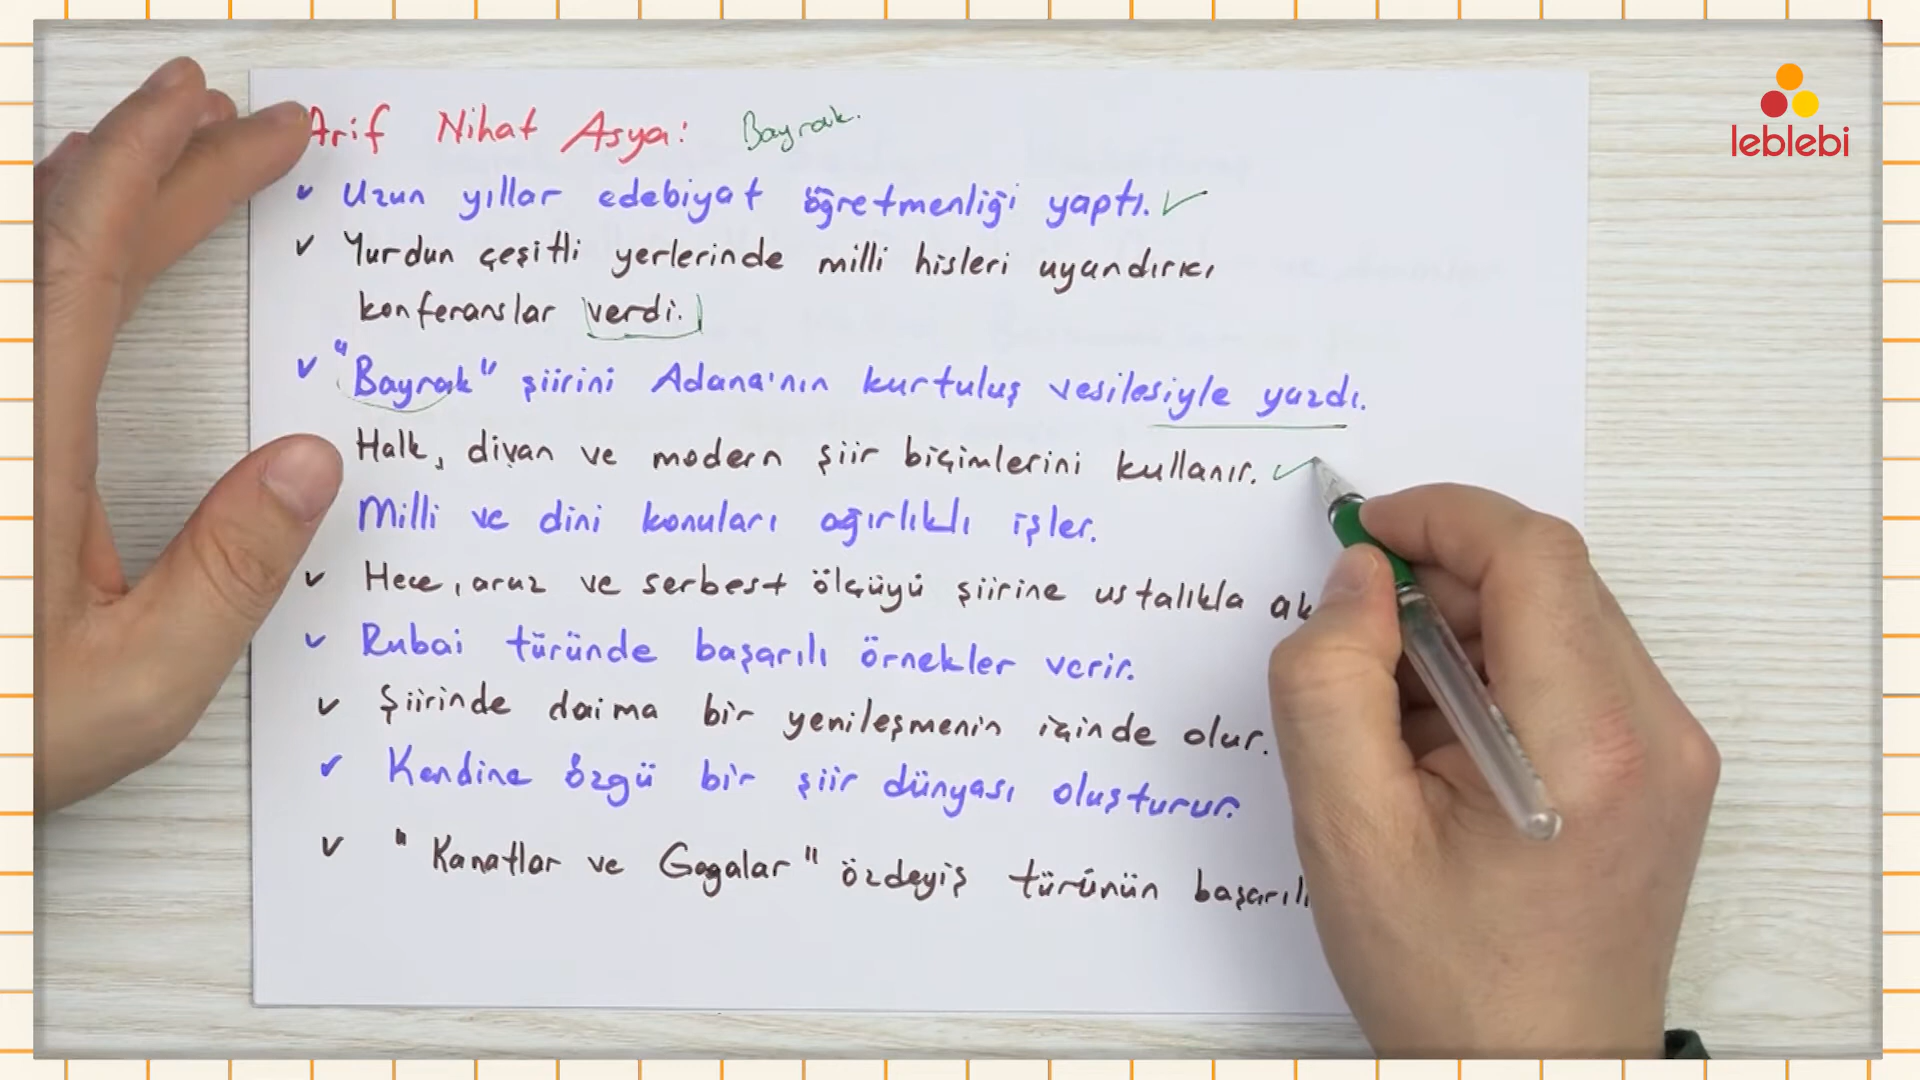 Arif Nihat Asya: Bayrak.
Uzun yıllar edebiyat öğretmenliği yaptı.
Yurdun çeşitli yerlerinde milli hisleri uyandırıcı
konferanslar verdi.
"Bayrak" şiirini Adana'nın kurtuluş vesilesiyle yazdı.
Halk, divan ve modern şiir biçimlerini kullanır.
Milli ve dini konuları ağırlıklı işler.
Hece, aruz ve serbest ölçüyü şiirine ustalıkla
Rubai türünde başarılı örnekler verir.
Şiirinde daima bir yenileşmenin içinde olur.
Kendine özgü bir şiir dünyası oluşturur.
"Kanatlar ve Gagalar" özdeyiş türünün başarılı
leblebi